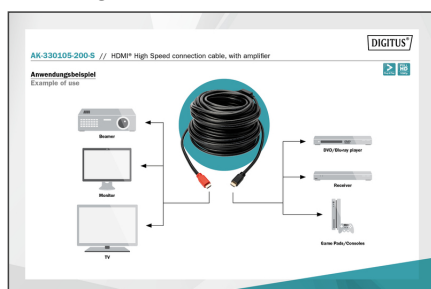 DIGITUS®
AK-330105-200-S // HDMI® High Speed connection cable, with amplifier
Anwendungsbeispiel
Example of use
Beamer
Monitor
TV
DVD/Blu-ray player
Receiver
Game Pads/Consoles